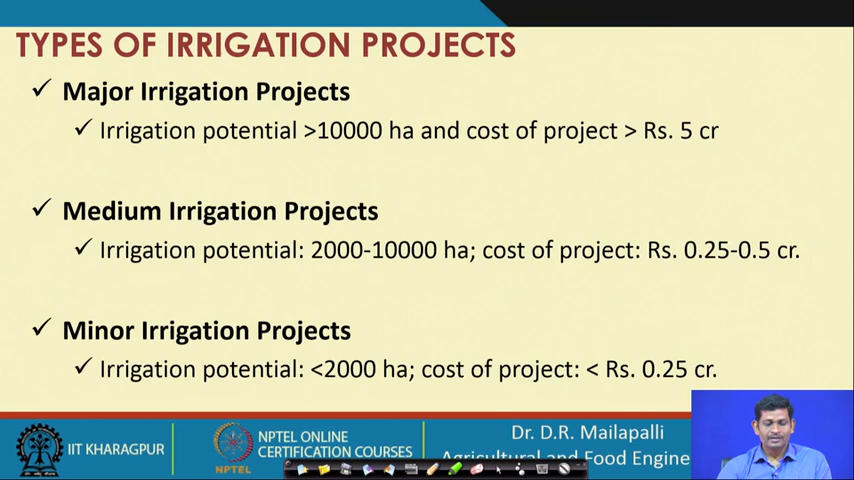 TYPES OF IRRIGATION PROJECTS
Major Irrigation Projects
Irrigation potential >10000 ha and cost of project > Rs. 5 cr
Medium Irrigation Projects
Irrigation potential: 2000-10000 ha; cost of project: Rs. 0.25-0.5 cr.
Minor Irrigation Projects
Irrigation potential: <2000 ha; cost of project: < Rs. 0.25 cr.
IIT KHARAGPUR
NPTEL
NPTEL ONLINE
CERTIFICATION COURSES
Dr. D.R. Mailapalli
Agricultural and Food Engine